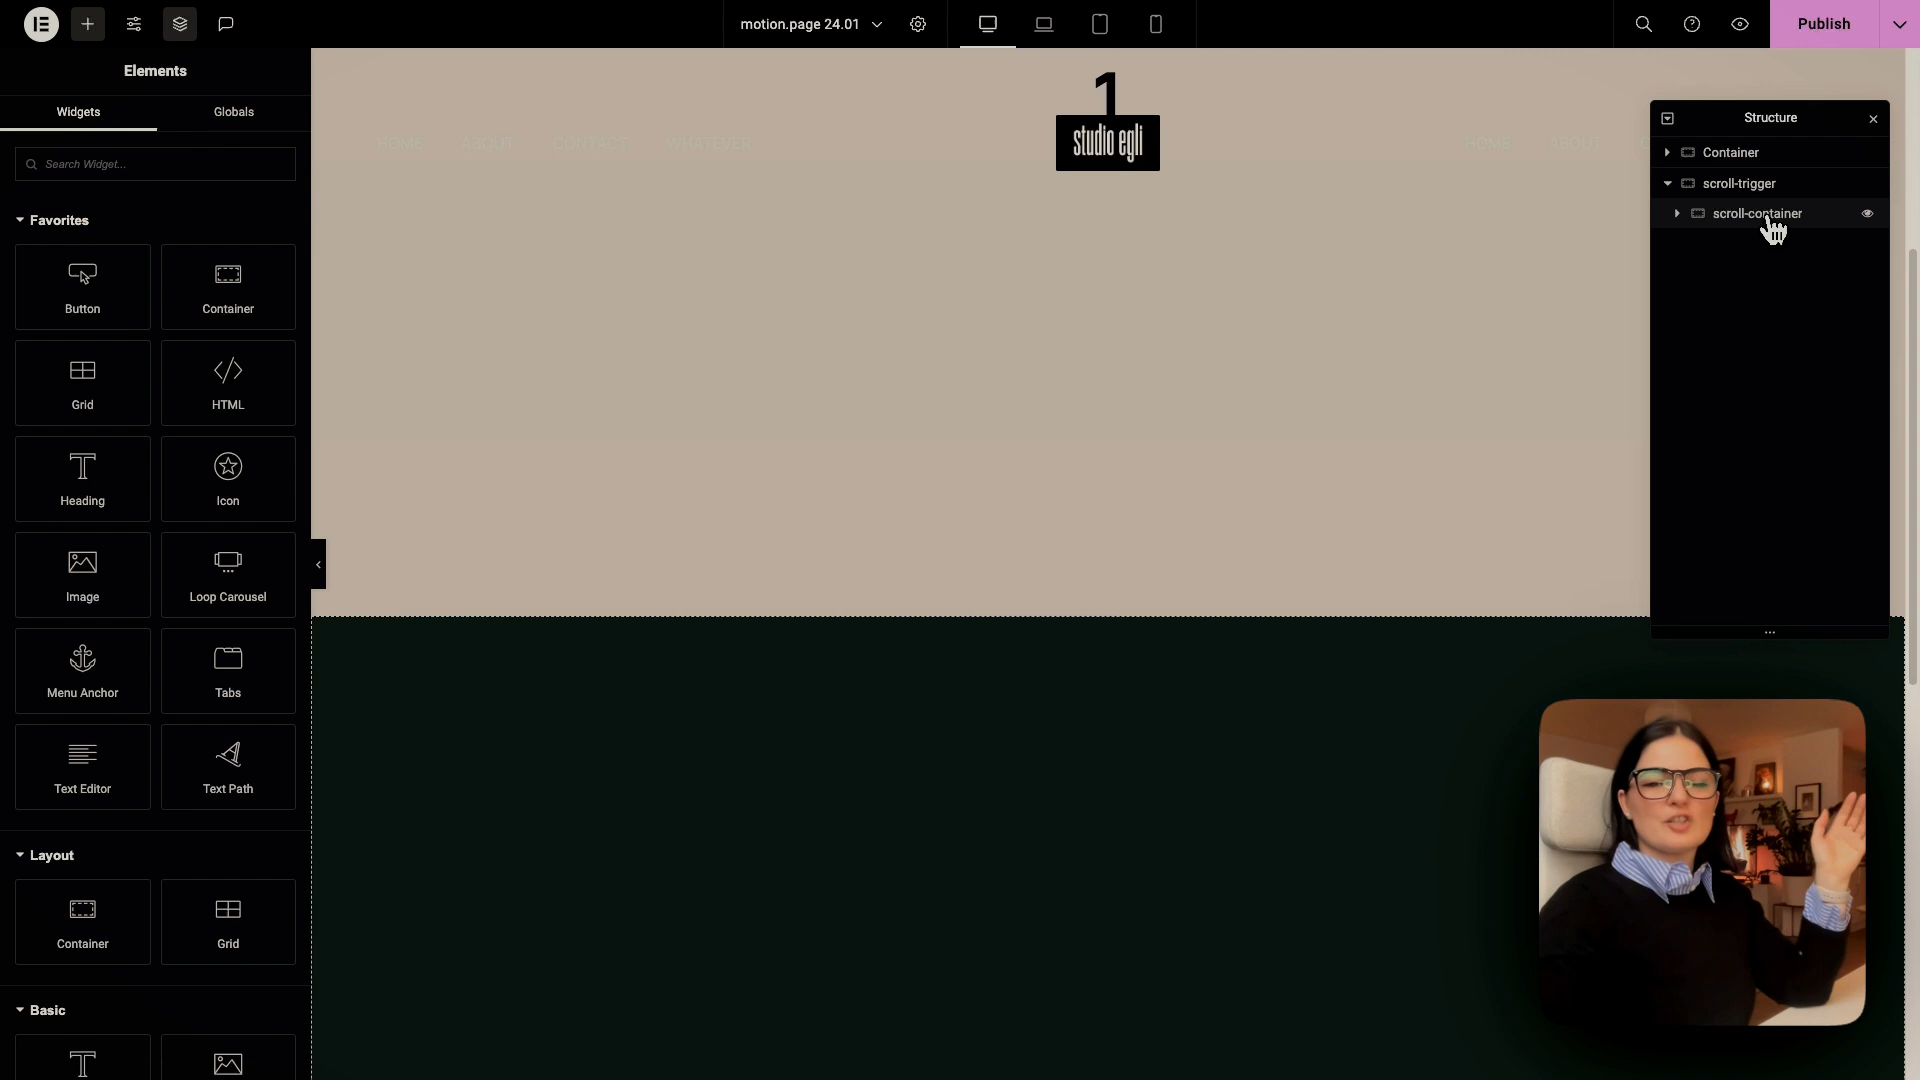 motion.page 24.01
Publish
Elements
Widgets
Globals
Search Widget...
Favorites
Button
Container
Grid
HTML
Heading
Icon
Image
Loop Carousel
Menu Anchor
Tabs
Text Editor
Text Path
Layout
Container
Grid
Basic
1
studio egli
HOME
ABOUT
CONTACT
WHATEVER
HOME
ABOUT
Structure
Container
scroll-trigger
scroll-container